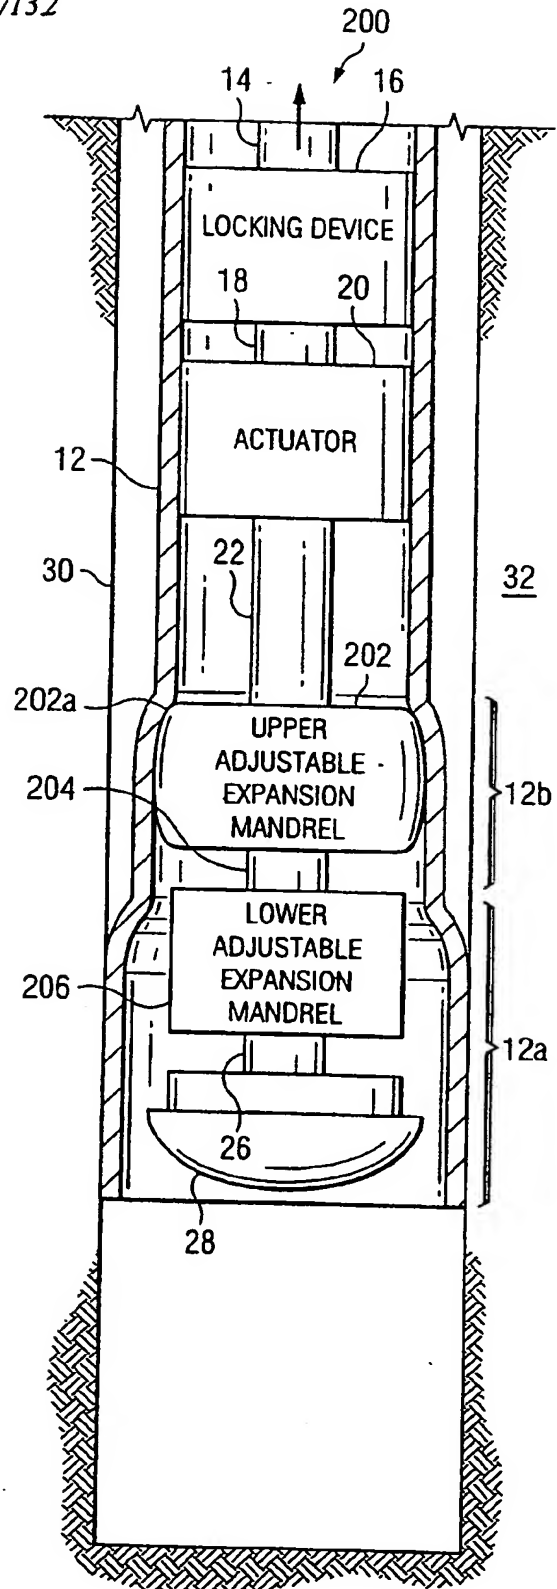 /132
200
14
16
LOCKING DEVICE
18
20
ACTUATOR
12
30
22
32
202
202a
UPPER
ADJUSTABLE
EXPANSION
MANDREL
204
12b
LOWER
ADJUSTABLE
EXPANSION
MANDREL
206
12a
26
28